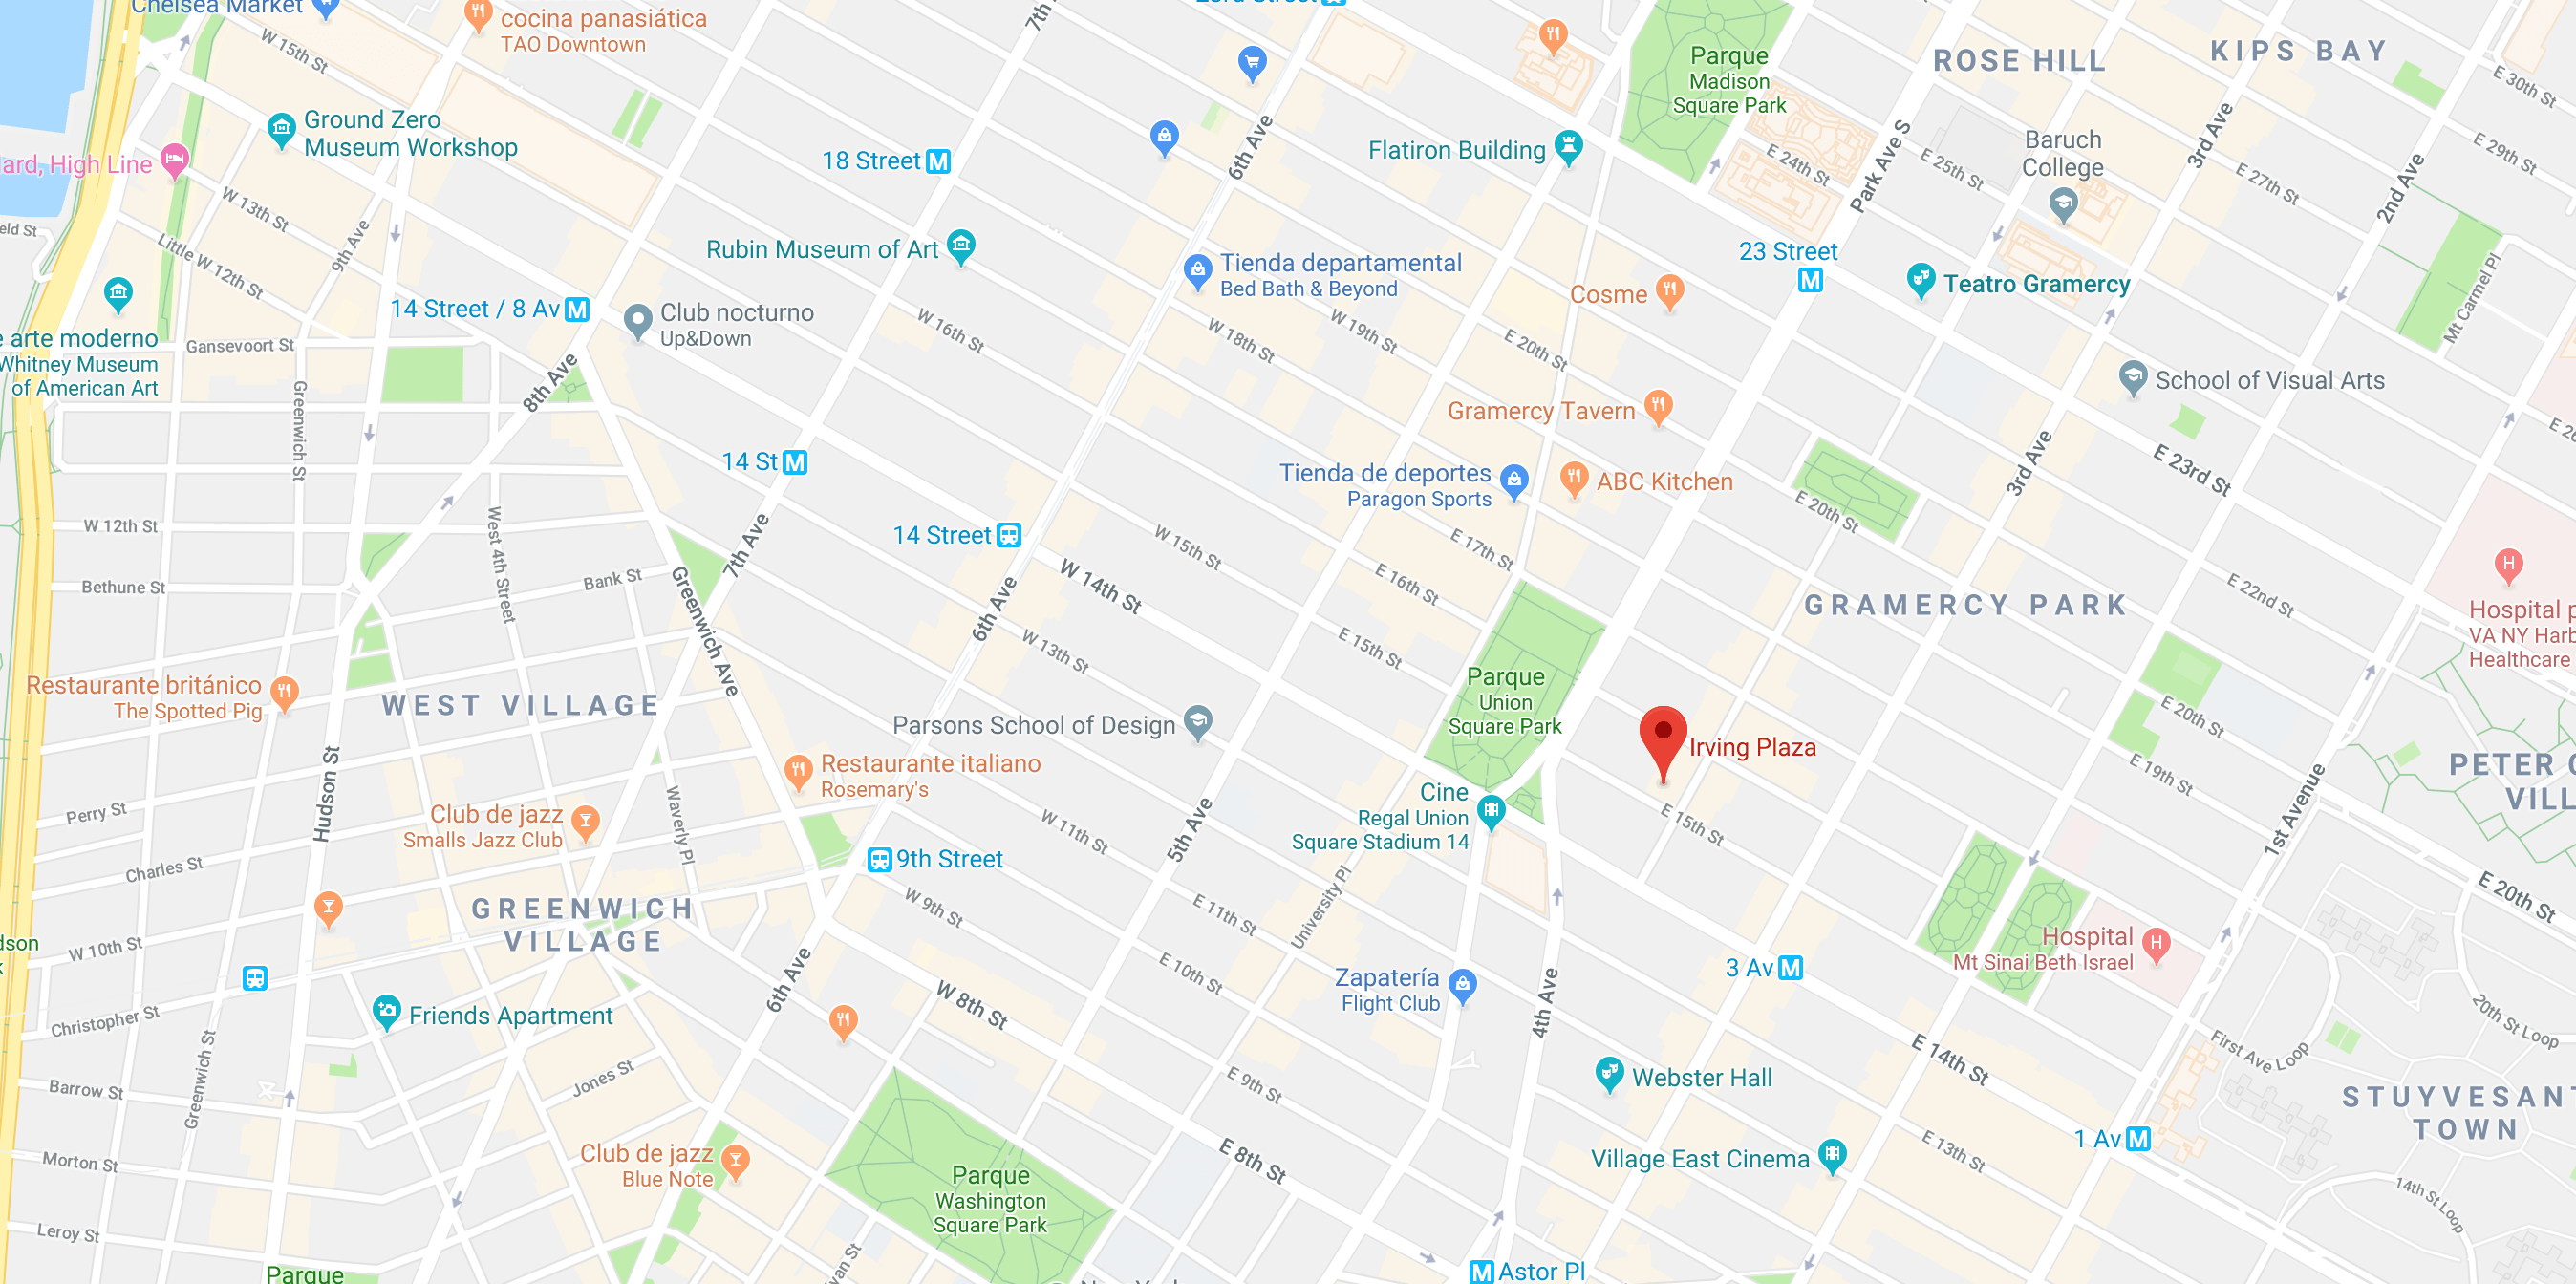 Chelsea Market
cocina panasiática
TAO Downtown
W 15th St
Parque
Madison
Square Park
ROSE HILL
KIPS BAY
E 30th St
E 29th St
E 27th St
Ground Zero
Museum Workshop
ard, High Line
18 Street
6th Ave
Flatiron Building
E 24th St
Park Ave S
E 25th St
Baruch
College
3rd Ave
2nd Ave
W 13th St
Little W 12th St
9th Ave
Rubin Museum of Art
Tienda departamental
Bed Bath & Beyond
Cosme
23 Street
Teatro Gramercy
Mt Carmel Pl
14 Street / 8 Av
Club nocturno
Up&Down
W 16th St
W 18th St
W 19th St
E 20th St
e arte moderno
Whitney Museum
of American Art
Gansevoort St
Greenwich St
8th Ave
School of Visual Arts
Gramercy Tavern
14 St
Tienda de deportes
Paragon Sports
ABC Kitchen
E 20th St
3rd Ave
E 23rd St
W 12th St
West 4th Street
7th Ave
14 Street
W 15th St
E 17th St
E 16th St
W 14th St
Bethune St
Bank St
Greenwich Ave
6th Ave
W 13th St
E 15th St
GRAMERCY PARK
E 22nd St
Hospital p
VA NY Harb
Healthcare
Restaurante británico
The Spotted Pig
WEST VILLAGE
Parsons School of Design
Parque
Union
Square Park
Irving Plaza
E 20th St
E 19th St
PETER C
VILL
Hudson St
Restaurante italiano
Rosemary's
Perry St
Club de jazz
Smalls Jazz Club
Waverly Pl
W 11th St
5th Ave
Cine
Regal Union
Square Stadium 14
E 15th St
1st Avenue
Charles St
9th Street
W 9th St
E 11th St
University Pl
E 20th St
GREENWICH
VILLAGE
dson
k
W 10th St
6th Ave
E 10th St
Zapatería
Flight Club
3 Av
Hospital
Mt Sinai Beth Israel
4th Ave
Christopher St
Friends Apartment
W 8th St
20th St Loop
First Ave Loop
E 14th St
Greenwich St
Barrow St
Jones St
E 9th St
Webster Hall
STUYVESANT
TOWN
Morton St
Club de jazz
Blue Note
Parque
Washington
Square Park
E 8th St
Village East Cinema
E 13th St
1 Av
14th St Loop
Leroy St
Parque
Astor Pl